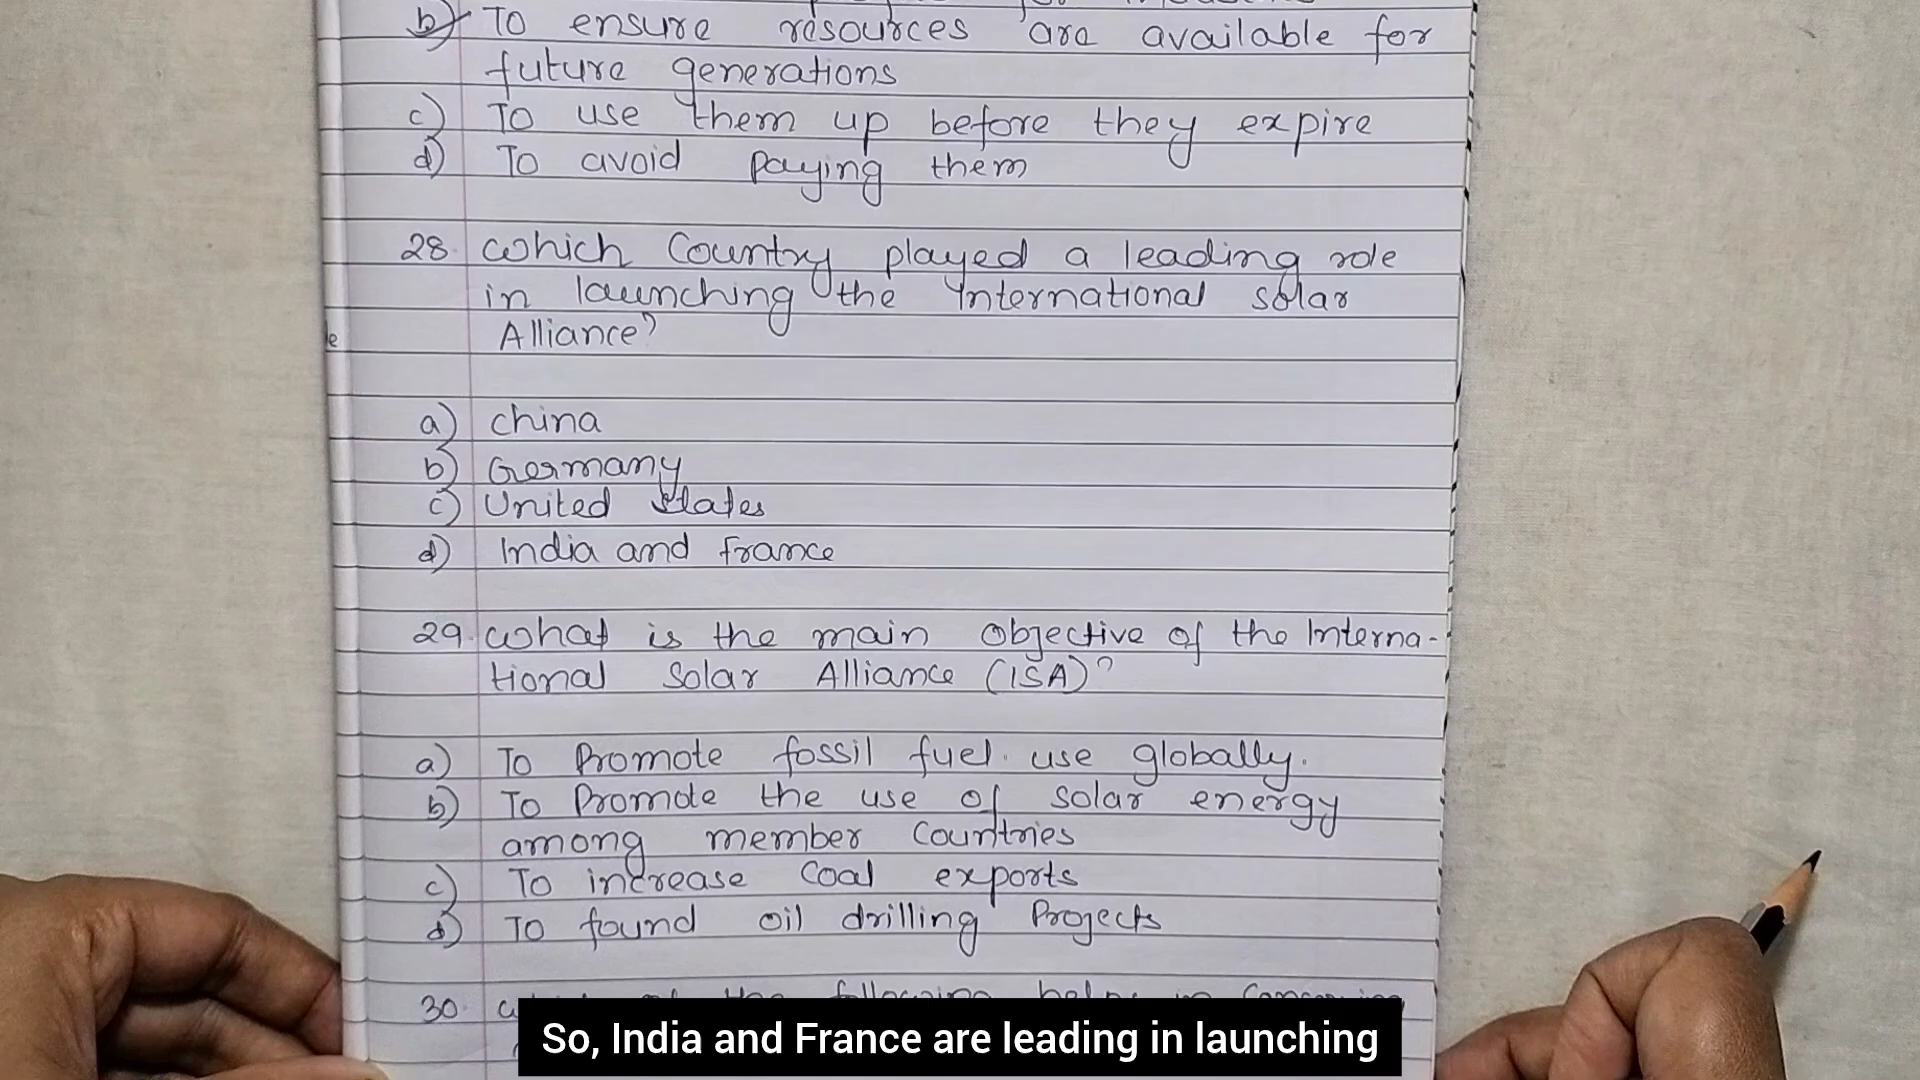 b) To ensure resources are available for
future generations
c) To use them up before they expire
d) To avoid paying them
28. Which Country played a leading role
in launching the International solar
Alliance?
e
a) china
b) Germany
c) United States
d) India and france
29. What is the main Objective of the Interna-
tional Solar Alliance (ISA)?
a) To Promote fossil fuel use globally.
b) To Promote the use of solar energy
among member Countries
c) To increase Coal exports
d) To found oil drilling Projects
30.
So, India and France are leading in launching